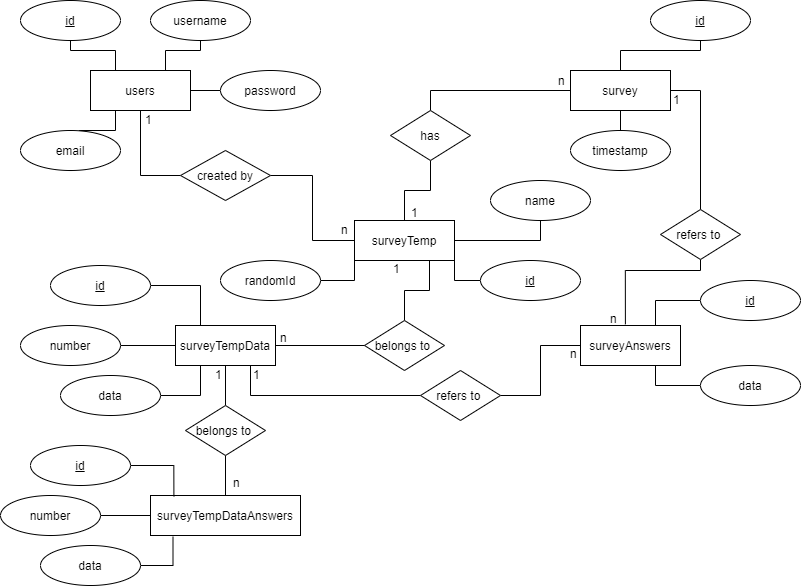 id
username
id
users
password
n
survey
1
1
has
email
timestamp
created by
name
1
n
surveyTemp
refers to
1
id
randomId
id
id
n
number
surveyTempData
n
belongs to
n
surveyAnswers
1
1
data
refers to
data
belongs to
id
n
number
surveyTempDataAnswers
data